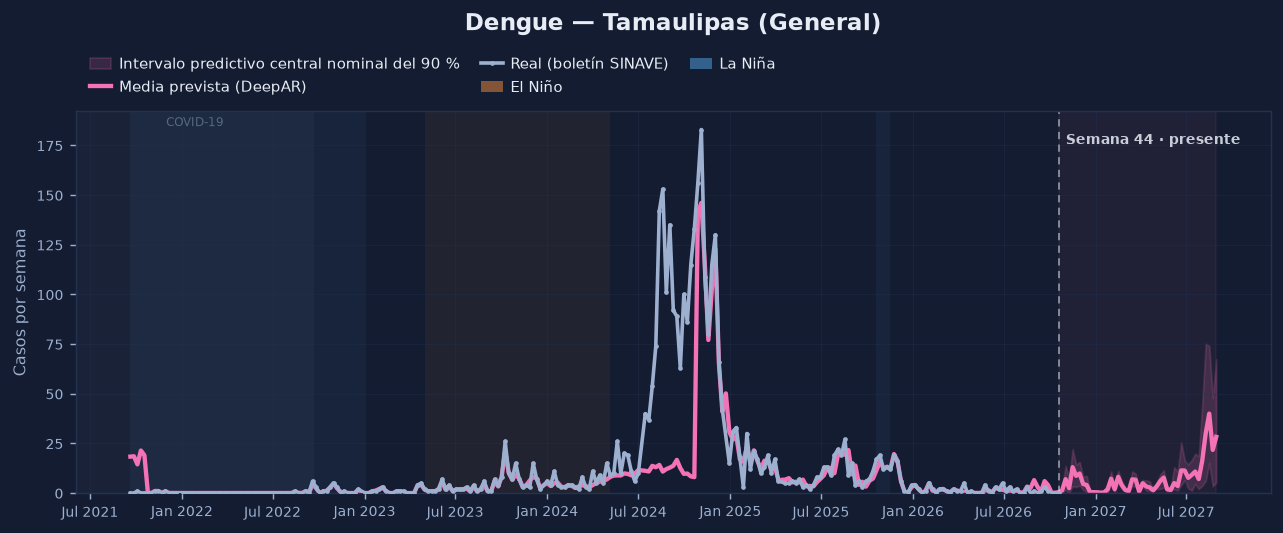 Dengue — Tamaulipas (General)
Intervalo predictivo central nominal del 90 %
Real (boletín SINAVE)
La Niña
Media prevista (DeepAR)
El Niño
COVID-19
Semana 44 · presente
Casos por semana
175
150
125
100
75
50
25
0
Jul 2021
Jan 2022
Jul 2022
Jan 2023
Jul 2023
Jan 2024
Jul 2024
Jan 2025
Jul 2025
Jan 2026
Jul 2026
Jan 2027
Jul 2027